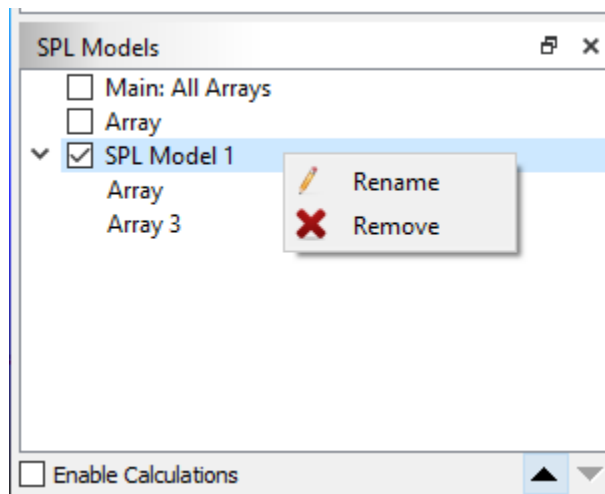 SPL Models
Main: All Arrays
Array
SPL Model 1
Rename
Array
Remove
Array 3
Enable Calculations